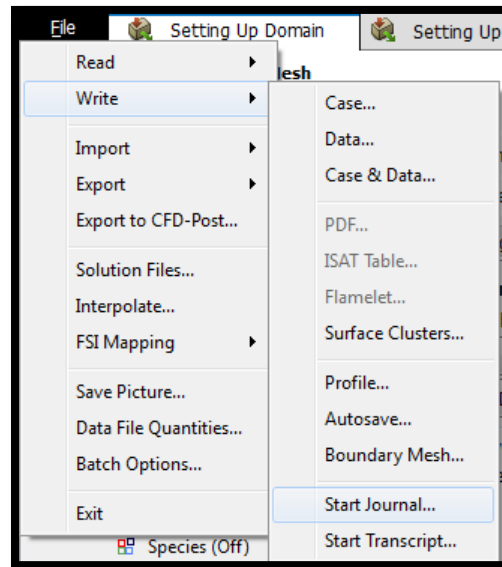 File
Setting Up Domain
Setting Up
Read
lesh
Write
Import
Export
Export to CFD-Post...
Solution Files...
Interpolate...
FSI Mapping
Save Picture...
Data File Quantities...
Batch Options...
Exit
Species (Off)
Case...
Data...
Case & Data...
PDF...
ISAT Table...
Flamelet...
Surface Clusters...
Profile...
Autosave...
Boundary Mesh...
Start Journal...
Start Transcript...